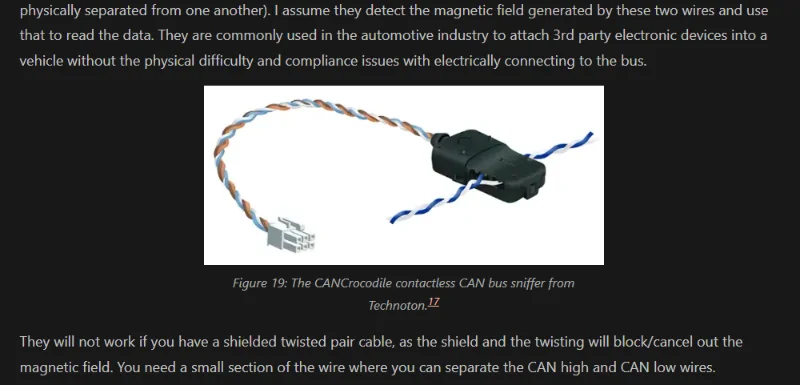 physically separated from one another). I assume they detect the magnetic field generated by these two wires and use
that to read the data. They are commonly used in the automotive industry to attach 3rd party electronic devices into a
vehicle without the physical difficulty and compliance issues with electrically connecting to the bus.
Figure 19: The CANCrocodile contactless CAN bus sniffer from
Technoton.17
They will not work if you have a shielded twisted pair cable, as the shield and the twisting will block/cancel out the
magnetic field. You need a small section of the wire where you can separate the CAN high and CAN low wires.